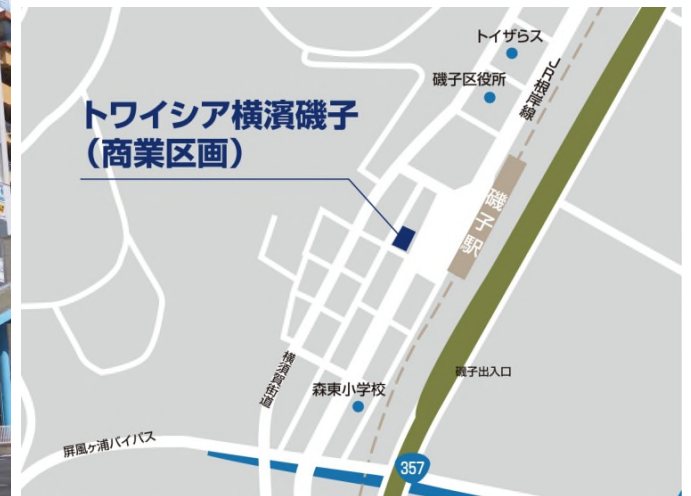 トイザらス
磯子区役所
JR根岸線
トワイシア横濱磯子
（商業区画）
磯子駅
横須賀街道
磯子出入口
森東小学校
屏風ヶ浦バイパス
357